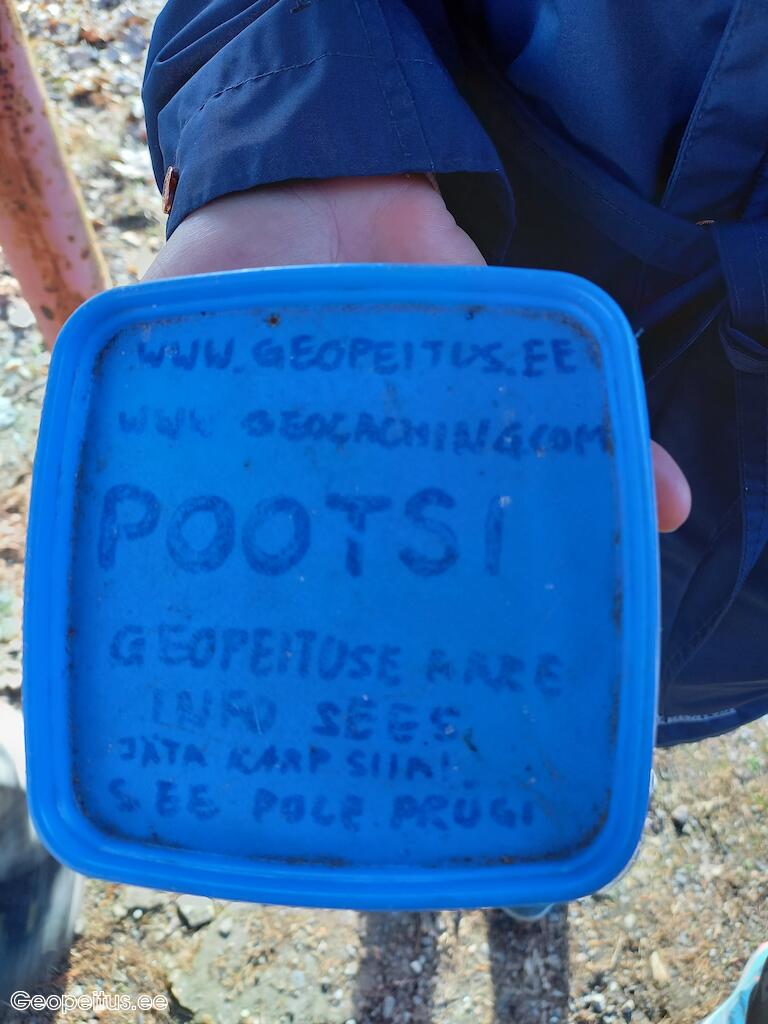 WWW.GEOPEITUS.EE
WWW GEOCACHING.COM
POOTSI
GEOPEITUSE AARE
INFO SEES
JÄTA KARP SIIA!
SEE POLE PRÜGI
Geopeitus.ee